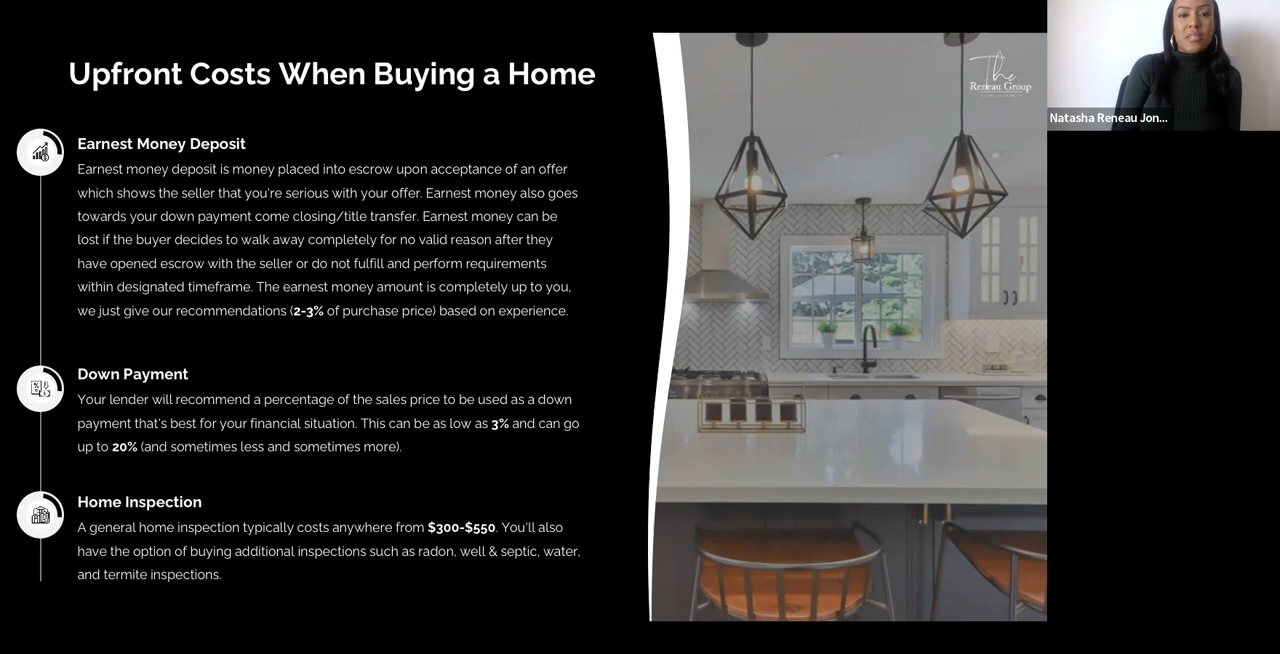 Upfront Costs When Buying a Home
Earnest Money Deposit
Earnest money deposit is money placed into escrow upon acceptance of an offer
which shows the seller that you're serious with your offer. Earnest money also goes
towards your down payment come closing/title transfer. Earnest money can be
lost if the buyer decides to walk away completely for no valid reason after they
have opened escrow with the seller or do not fulfill and perform requirements
within designated timeframe. The earnest money amount is completely up to you,
we just give our recommendations (2-3% of purchase price) based on experience.
Down Payment
Your lender will recommend a percentage of the sales price to be used as a down
payment that's best for your financial situation. This can be as low as 3% and can go
up to 20% (and sometimes less and sometimes more).
Home Inspection
A general home inspection typically costs anywhere from $300-$550. You'll also
have the option of buying additional inspections such as radon, well & septic, water,
and termite inspections.
The
Reneau Group
Natasha Reneau Jon...